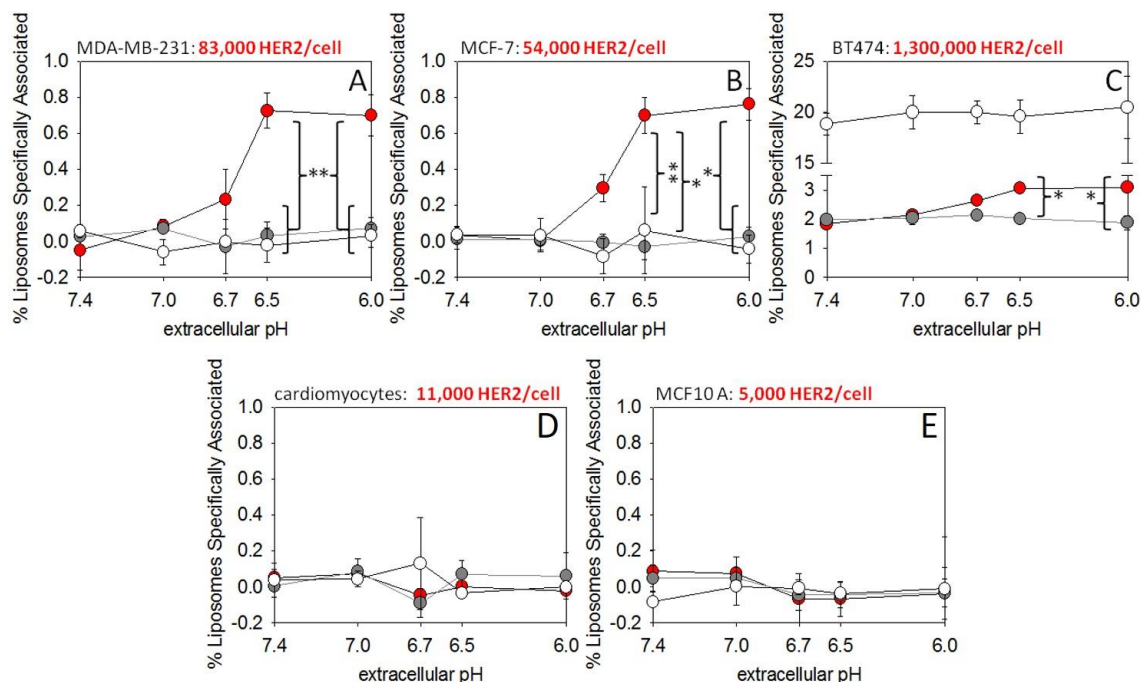 MDA-MB-231: 83,000 HER2/cell
A
% Liposomes Specifically Associated
1.0
0.8
0.6
0.4
0.2
0.0
-0.2
**
7.4 7.0 6.7 6.5 6.0
extracellular pH
MCF-7: 54,000 HER2/cell
B
% Liposomes Specifically Associated
1.0
0.8
0.6
0.4
0.2
0.0
-0.2
**
*
*
7.4 7.0 6.7 6.5 6.0
extracellular pH
BT474: 1,300,000 HER2/cell
C
% Liposomes Specifically Associated
25
20
15
3
2
1
0
*
*
7.4 7.0 6.7 6.5 6.0
extracellular pH
cardiomyocytes: 11,000 HER2/cell
D
% Liposomes Specifically Associated
1.0
0.8
0.6
0.4
0.2
0.0
-0.2
7.4 7.0 6.7 6.5 6.0
extracellular pH
MCF10 A: 5,000 HER2/cell
E
% Liposomes Specifically Associated
1.0
0.8
0.6
0.4
0.2
0.0
-0.2
7.4 7.0 6.7 6.5 6.0
extracellular pH